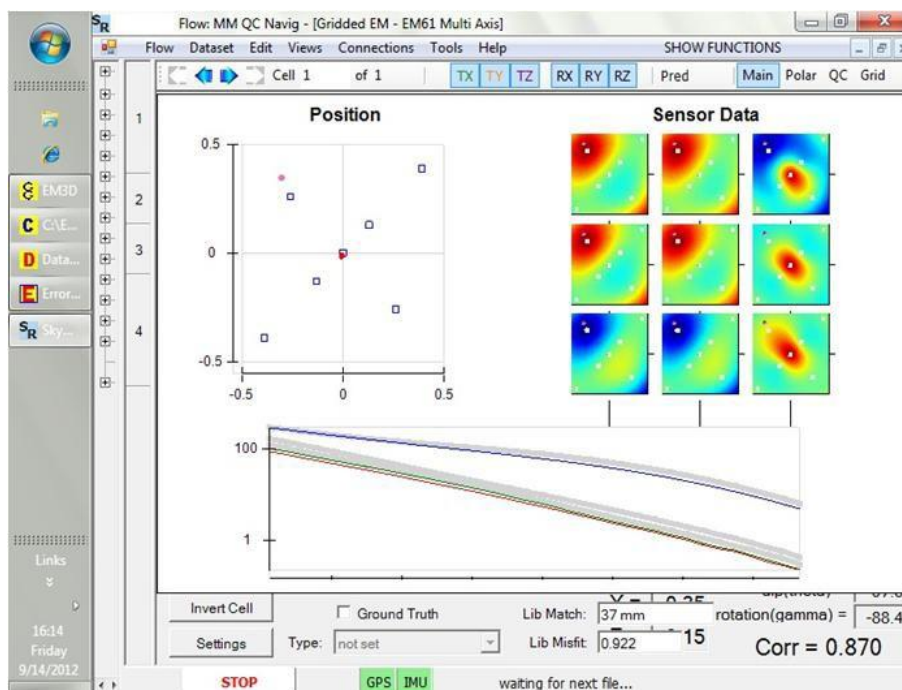 Flow: MM QC Navig - [Gridded EM - EM61 Multi Axis]
Flow Dataset Edit Views Connections Tools Help SHOW FUNCTIONS
Cell 1 of 1 TX TY TZ RX RY RZ Pred Main Polar QC Grid
1
2
3
4
Position
0.5
0
-0.5
-0.5 0 0.5
Sensor Data
100
1
EM3D
C:\E...
Data...
Error...
Sky...
Links
16:14
Friday
9/14/2012
Invert Cell
Ground Truth
Lib Match: 37 mm
rotation(gamma) = -88.4
Settings
Type: not set
Lib Misfit: 0.922
15
Corr = 0.870
STOP
GPS IMU
waiting for next file...